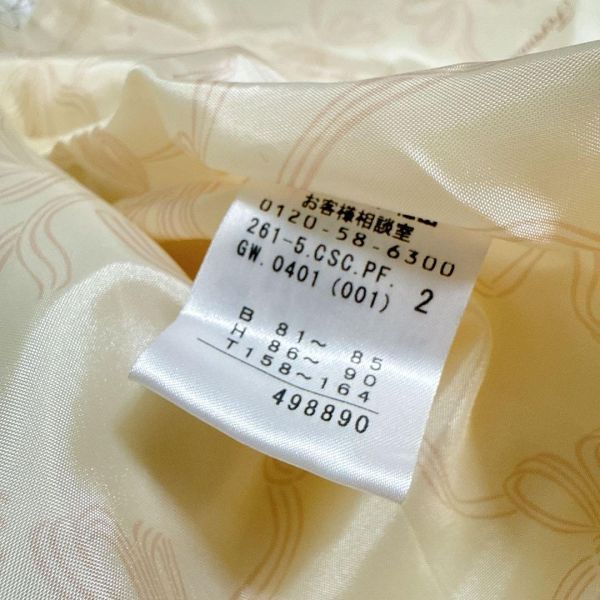 お客様相談室
0120-58-6300
261-5.CSC.PF.
GW.0401(001) 2
B 81～ 85
H 86～ 90
T158～164
498890